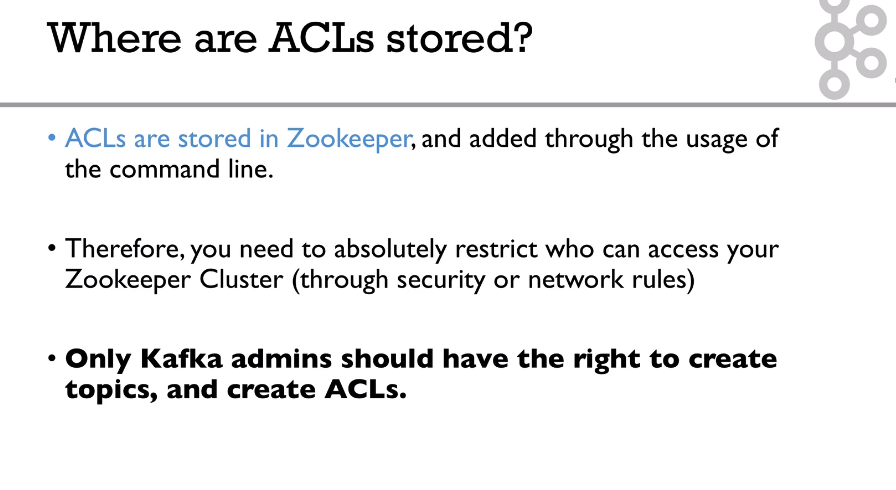 Where are ACLs stored?
• ACLs are stored in Zookeeper, and added through the usage of
the command line.
• Therefore, you need to absolutely restrict who can access your
Zookeeper Cluster (through security or network rules)
• Only Kafka admins should have the right to create
topics, and create ACLs.